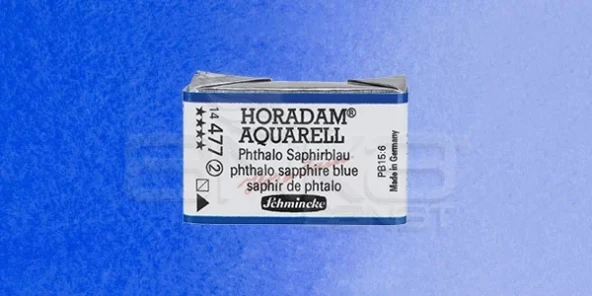 HORADAM®
AQUARELL
Phthalo Saphirblau
phthalo sapphire blue
saphir de phtalo
Schmincke
14 477 2
★★★★
PB15:6
Made in Germany
.NET